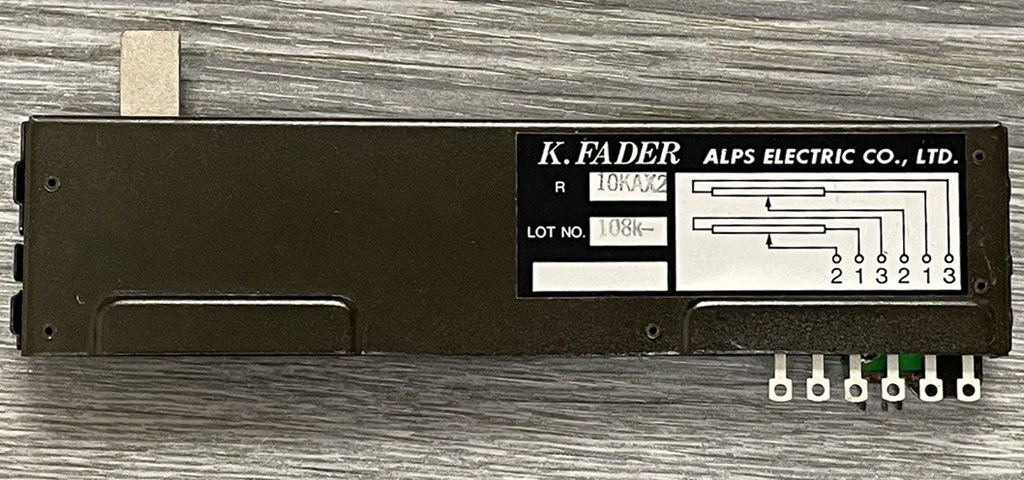 K. FADER ALPS ELECTRIC CO., LTD.
R 10KAX2
LOT NO. 108k-
2 1 3 2 1 3